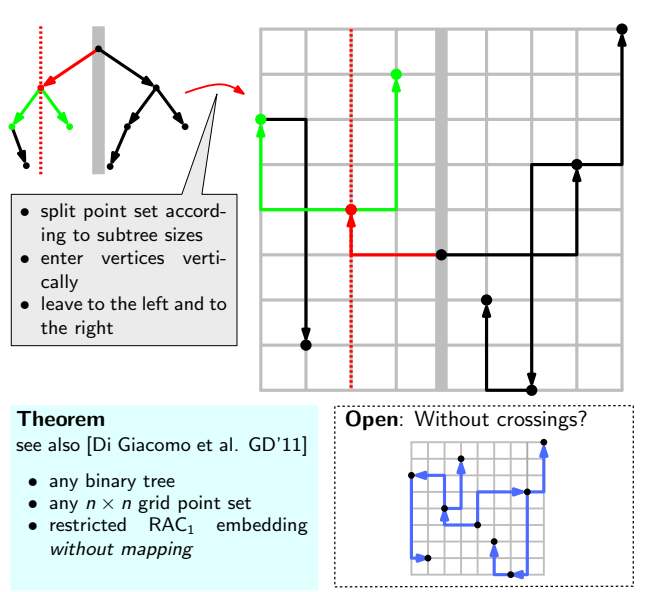 • split point set accord-
ing to subtree sizes
• enter vertices verti-
cally
• leave to the left and to
the right
Theorem
see also [Di Giacomo et al. GD'11]
• any binary tree
• any n × n grid point set
• restricted RAC₁ embedding
without mapping
Open: Without crossings?